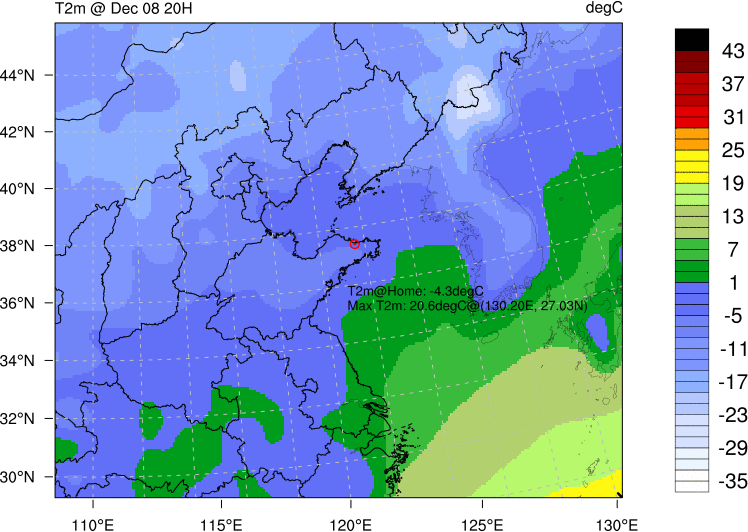 T2m @ Dec 08 20H
degC
44°N
42°N
40°N
38°N
36°N
34°N
32°N
30°N
T2m@Home: -4.3degC
Max T2m: 20.6degC@(130.20E, 27.03N)
110°E
115°E
120°E
125°E
130°E
43
37
31
25
19
13
7
1
-5
-11
-17
-23
-29
-35